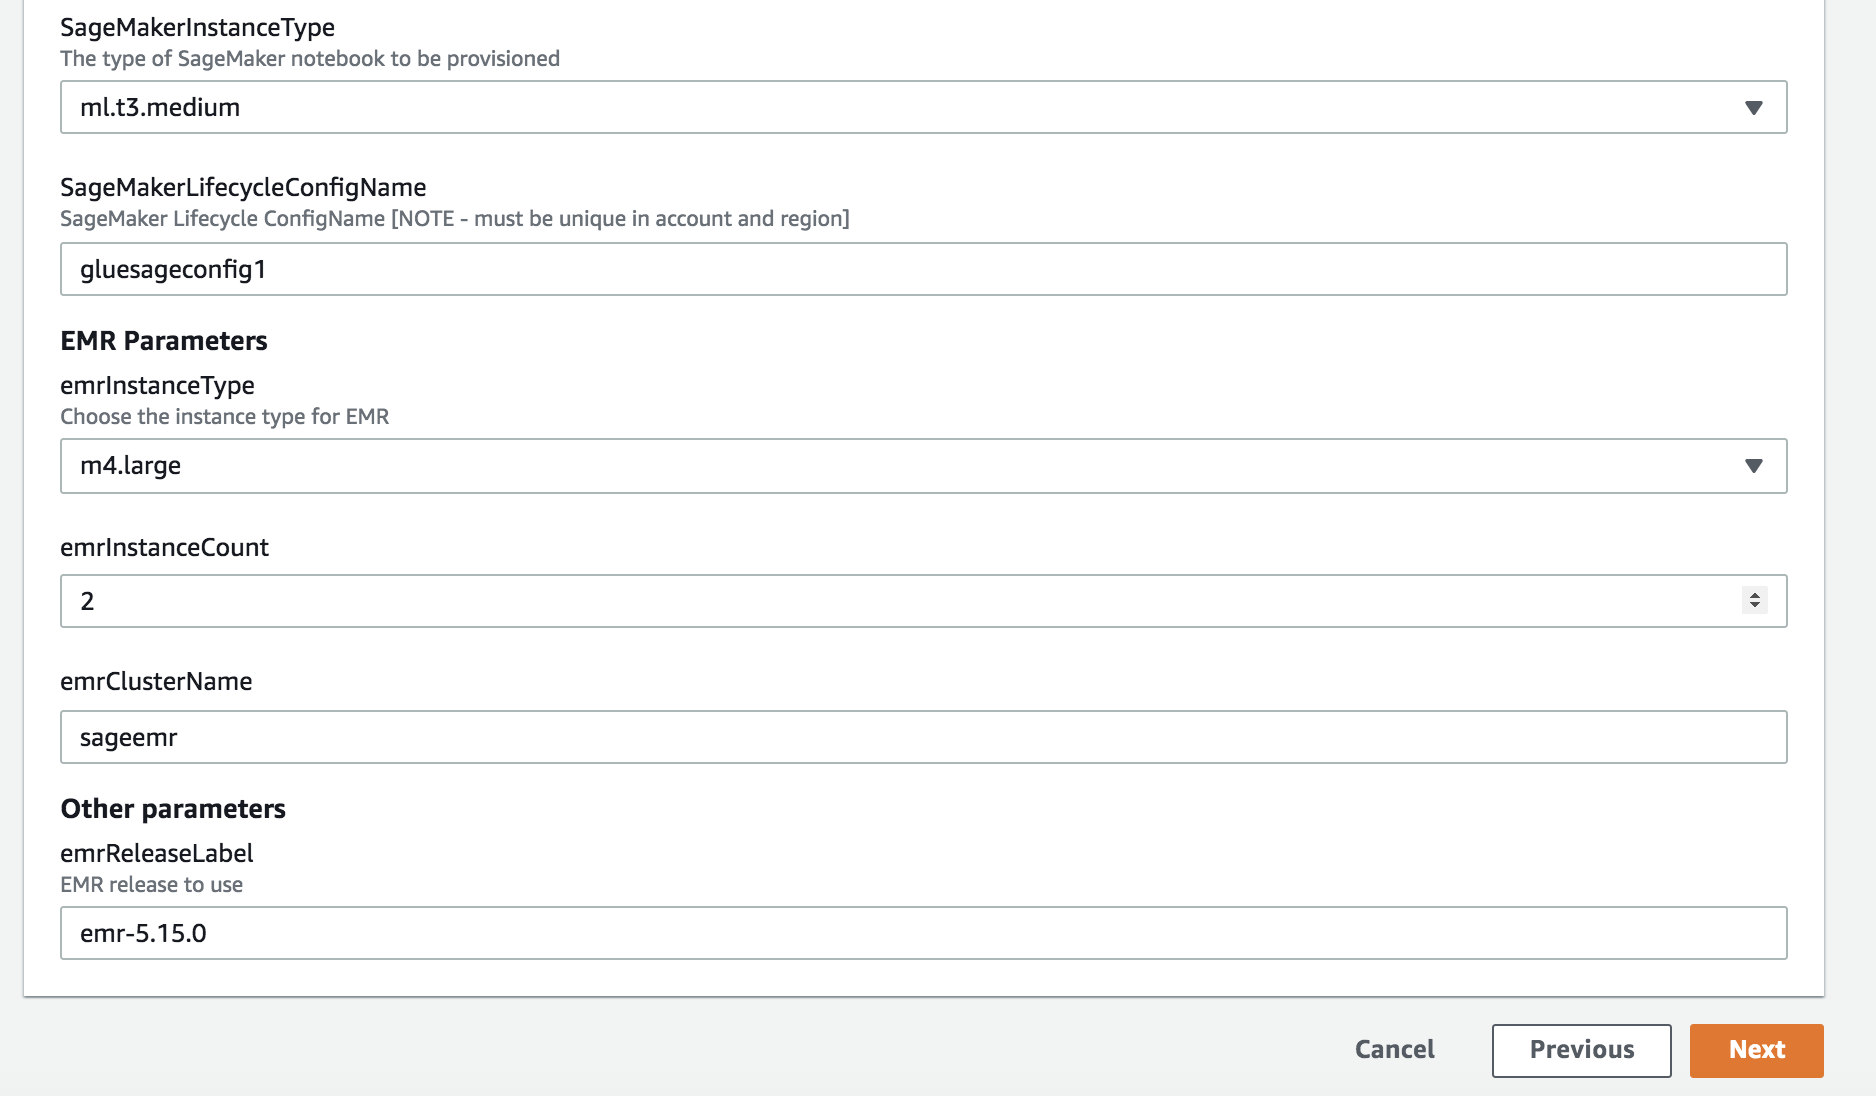 SageMakerInstanceType
The type of SageMaker notebook to be provisioned
ml.t3.medium
SageMakerLifecycleConfigName
SageMaker Lifecycle ConfigName [NOTE - must be unique in account and region]
gluesageconfig1
EMR Parameters
emrInstanceType
Choose the instance type for EMR
m4.large
emrInstanceCount
2
emrClusterName
sageemr
Other parameters
emrReleaseLabel
EMR release to use
emr-5.15.0
Cancel Previous Next